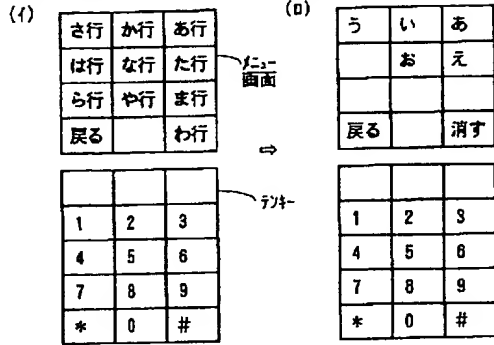 (イ)
さ行 か行 あ行
は行 な行 た行
ら行 や行 ま行
戻る わ行
メニュー
画面
⇨
1 2 3
4 5 6
7 8 9
* 0 #
テンキー
(ロ)
う い あ
お え
戻る 消す
1 2 3
4 5 6
7 8 9
* 0 #